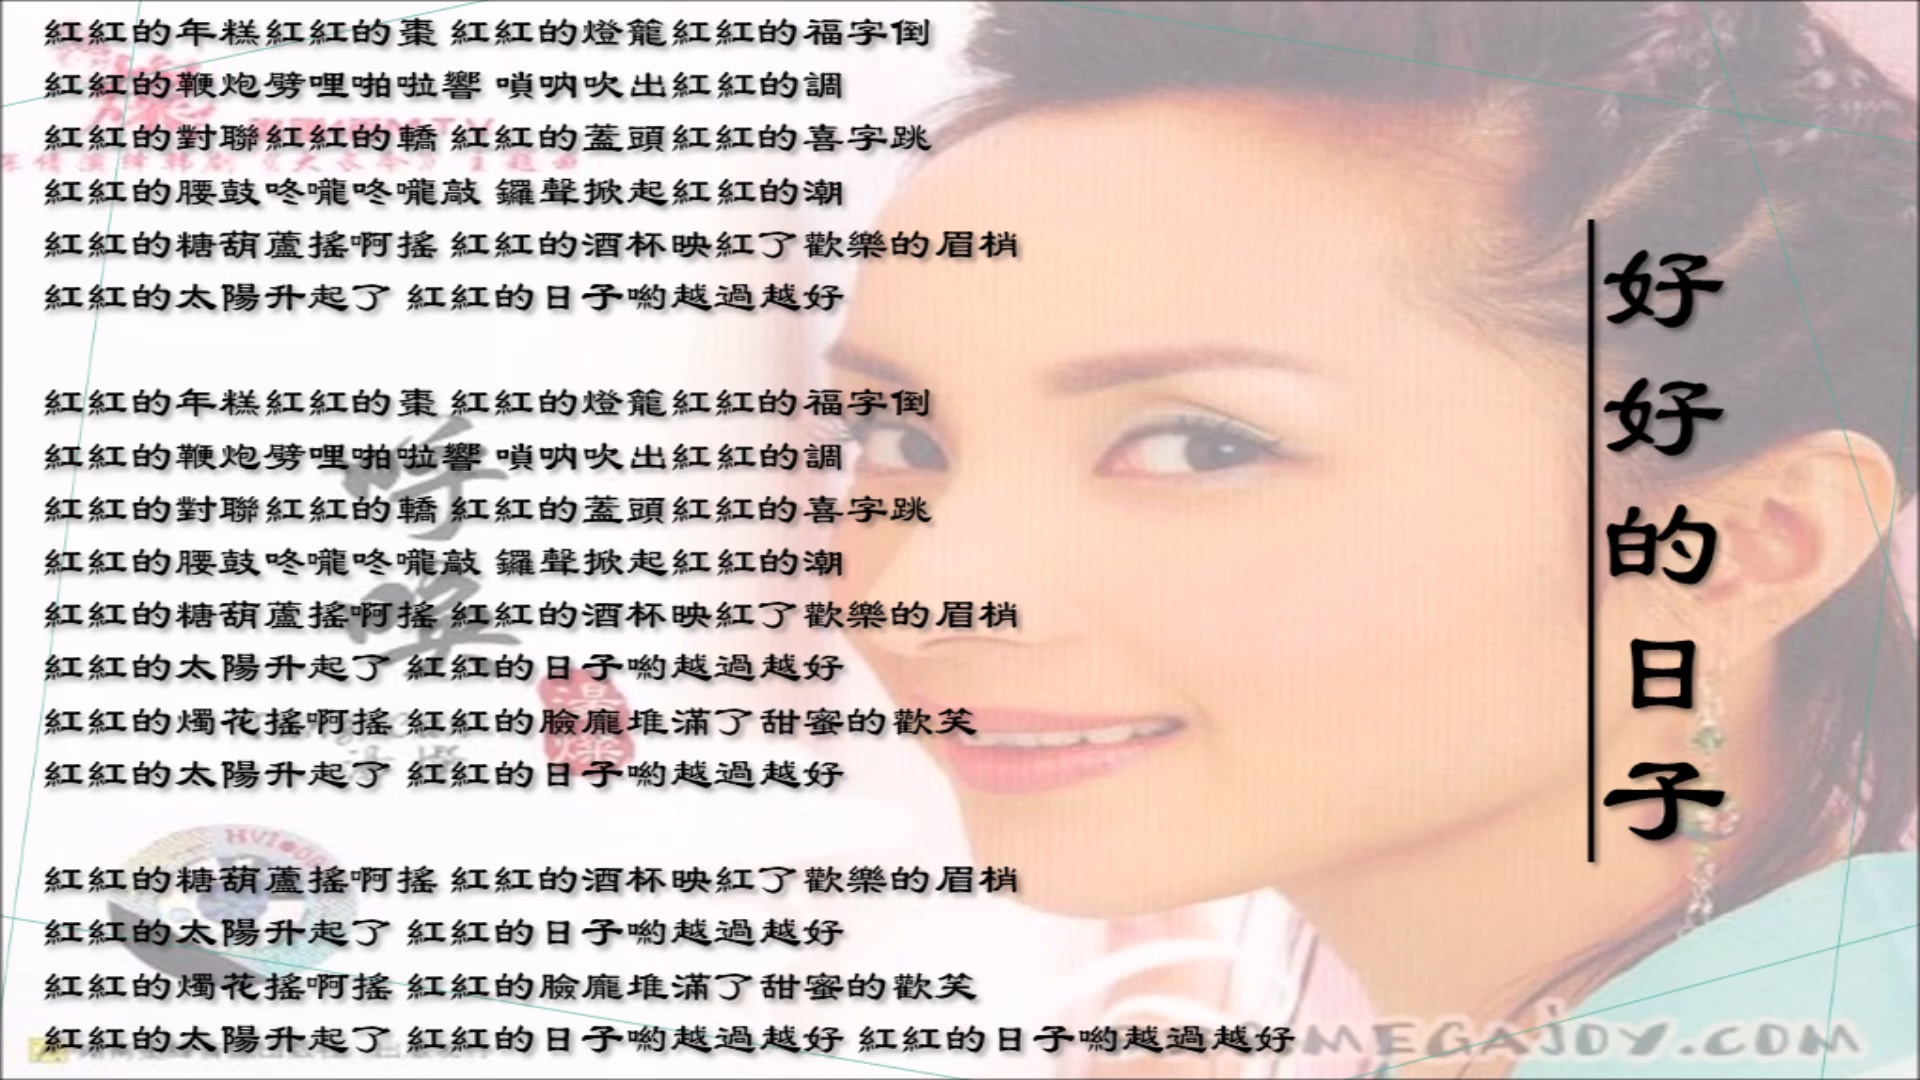 紅紅的年糕紅紅的棗 紅紅的燈籠紅紅的福字倒
紅紅的鞭炮劈哩啪啦響 嗩吶吹出紅紅的調
紅紅的對聯紅紅的轎 紅紅的蓋頭紅紅的喜字跳
紅紅的腰鼓咚嚨咚嚨敲 鑼聲掀起紅紅的潮
紅紅的糖葫蘆搖啊搖 紅紅的酒杯映紅了歡樂的眉梢
紅紅的太陽升起了 紅紅的日子喲越過越好
紅紅的年糕紅紅的棗 紅紅的燈籠紅紅的福字倒
紅紅的鞭炮劈哩啪啦響 嗩吶吹出紅紅的調
紅紅的對聯紅紅的轎 紅紅的蓋頭紅紅的喜字跳
紅紅的腰鼓咚嚨咚嚨敲 鑼聲掀起紅紅的潮
紅紅的糖葫蘆搖啊搖 紅紅的酒杯映紅了歡樂的眉梢
紅紅的太陽升起了 紅紅的日子喲越過越好
紅紅的燭花搖啊搖 紅紅的臉龐堆滿了甜蜜的歡笑
紅紅的太陽升起了 紅紅的日子喲越過越好
紅紅的糖葫蘆搖啊搖 紅紅的酒杯映紅了歡樂的眉梢
紅紅的太陽升起了 紅紅的日子喲越過越好
紅紅的燭花搖啊搖 紅紅的臉龐堆滿了甜蜜的歡笑
紅紅的太陽升起了 紅紅的日子喲越過越好 紅紅的日子喲越過越好
好好的日子
呼喚
湯燦
MEGAJOY.COM